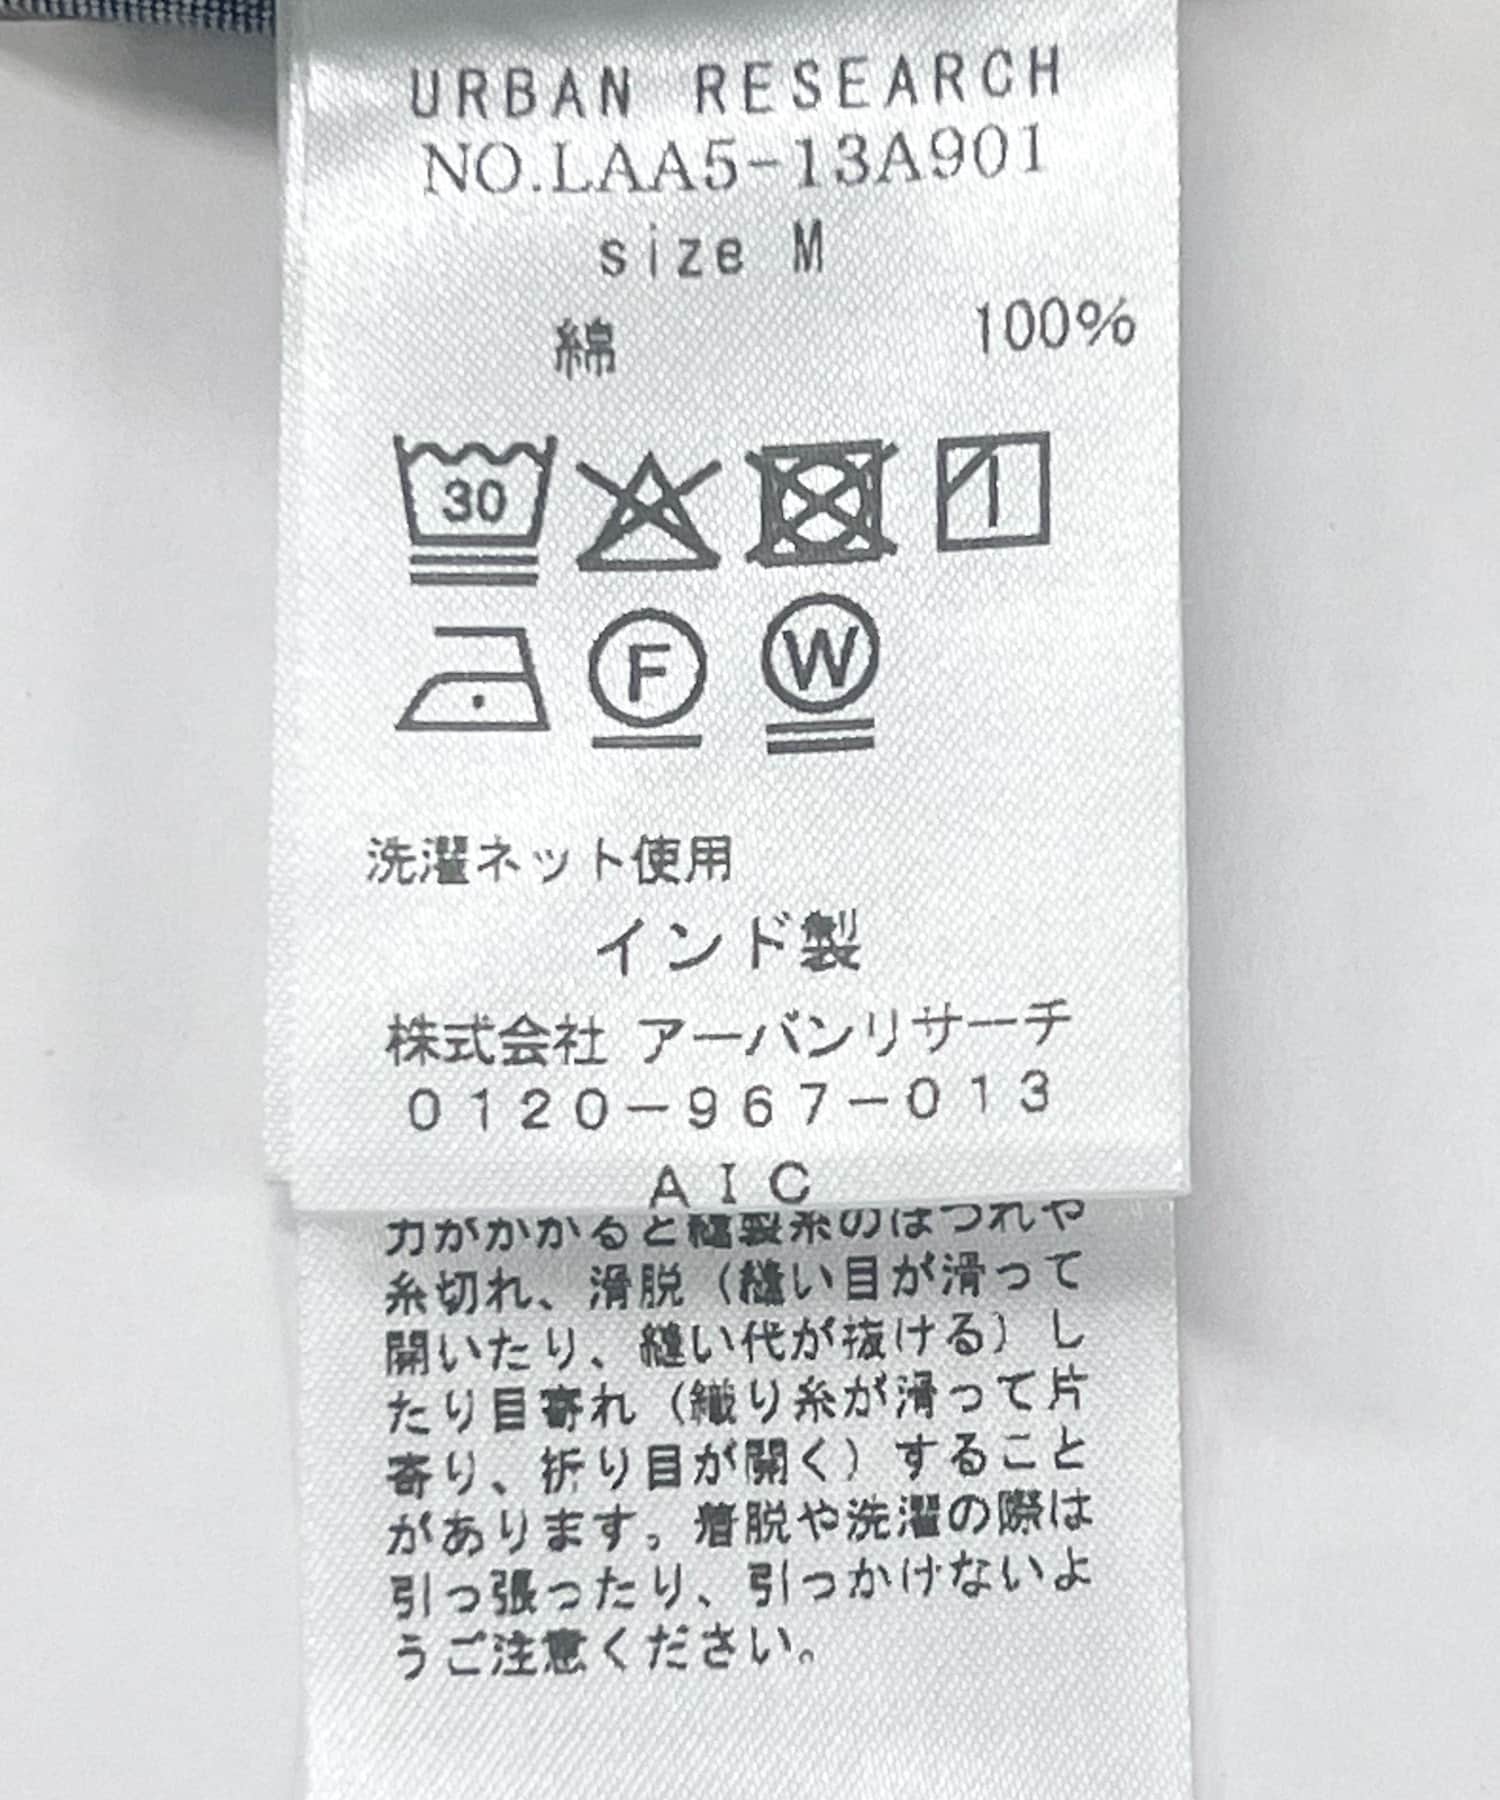 URBAN RESEARCH
NO.LAA5-13A901
size M
綿 100%
30
F W
洗濯ネット使用
インド製
株式会社 アーバンリサーチ
0120-967-013
AIC
力がかかると縫製糸のほつれや
糸切れ、滑脱（縫い目が滑って
開いたり、縫い代が抜ける）し
たり目寄れ（織り糸が滑って片
寄り、折り目が開く）すること
があります。着脱や洗濯の際は
引っ張ったり、引っかけないよ
うご注意ください。